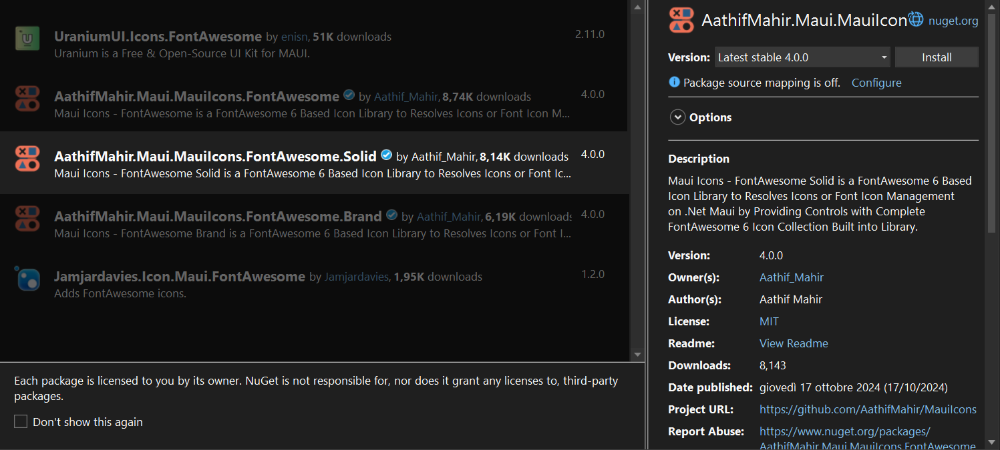 UraniumUI.Icons.FontAwesome by enisn, 51K downloads 2.11.0
Uranium is a Free & Open-Source UI Kit for MAUI.
AathifMahir.Maui.MauiIcons.FontAwesome by Aathif_Mahir, 8,74K downloads 4.0.0
Maui Icons - FontAwesome is a FontAwesome 6 Based Icon Library to Resolves Icons or Font Icon M...
AathifMahir.Maui.MauiIcons.FontAwesome.Solid by Aathif_Mahir, 8,14K downloads 4.0.0
Maui Icons - FontAwesome Solid is a FontAwesome 6 Based Icon Library to Resolves Icons or Font Ic...
AathifMahir.Maui.MauiIcons.FontAwesome.Brand by Aathif_Mahir, 6,19K downloads 4.0.0
Maui Icons - FontAwesome Brand is a FontAwesome 6 Based Icon Library to Resolves Icons or Font I...
Jamjardavies.Icon.Maui.FontAwesome by Jamjardavies, 1,95K downloads 1.2.0
Adds FontAwesome icons.
Each package is licensed to you by its owner. NuGet is not responsible for, nor does it grant any licenses to, third-party
packages.
Don't show this again
AathifMahir.Maui.MauiIcon nuget.org
Version: Latest stable 4.0.0 Install
Package source mapping is off. Configure
Options
Description
Maui Icons - FontAwesome Solid is a FontAwesome 6 Based
Icon Library to Resolves Icons or Font Icon Management
on .Net Maui by Providing Controls with Complete
FontAwesome 6 Icon Collection Built into Library.
Version: 4.0.0
Owner(s): Aathif_Mahir
Author(s): Aathif Mahir
License: MIT
Readme: View Readme
Downloads: 8,143
Date published: giovedì 17 ottobre 2024 (17/10/2024)
Project URL: https://github.com/AathifMahir/MauiIcons
Report Abuse: https://www.nuget.org/packages/
AathifMahir.Maui.MauiIcons.FontAwesome